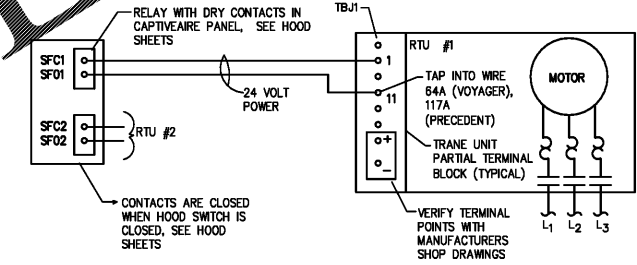 RELAY WITH DRY CONTACTS IN
CAPTIVEAIRE PANEL, SEE HOOD
SHEETS
TBJ1
RTU #1
SFC1
SFO1
1
11
24 VOLT
POWER
TAP INTO WIRE
64A (VOYAGER),
117A
(PRECEDENT)
MOTOR
SFC2
SFO2
RTU #2
+
-
TRANE UNIT
PARTIAL TERMINAL
BLOCK (TYPICAL)
CONTACTS ARE CLOSED
WHEN HOOD SWITCH IS
CLOSED, SEE HOOD
SHEETS
VERIFY TERMINAL
POINTS WITH
MANUFACTURERS
SHOP DRAWINGS
L1 L2 L3